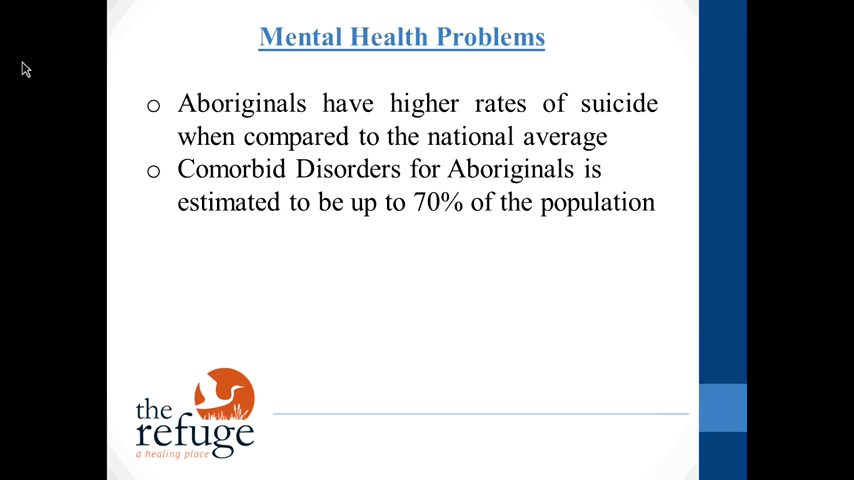 Mental Health Problems
o Aboriginals have higher rates of suicide
when compared to the national average
o Comorbid Disorders for Aboriginals is
estimated to be up to 70% of the population
the
refuge
a healing place